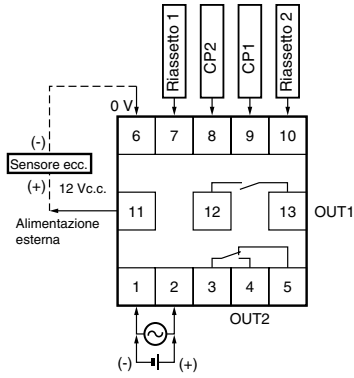 Riassetto 1
CP2
CP1
Riassetto 2
0 V
6 7 8 9 10
(-)
Sensore ecc.
(+) 12 Vc.c.
11 12 13 OUT1
Alimentazione
esterna
1 2 3 4 5
OUT2
(-) (+)